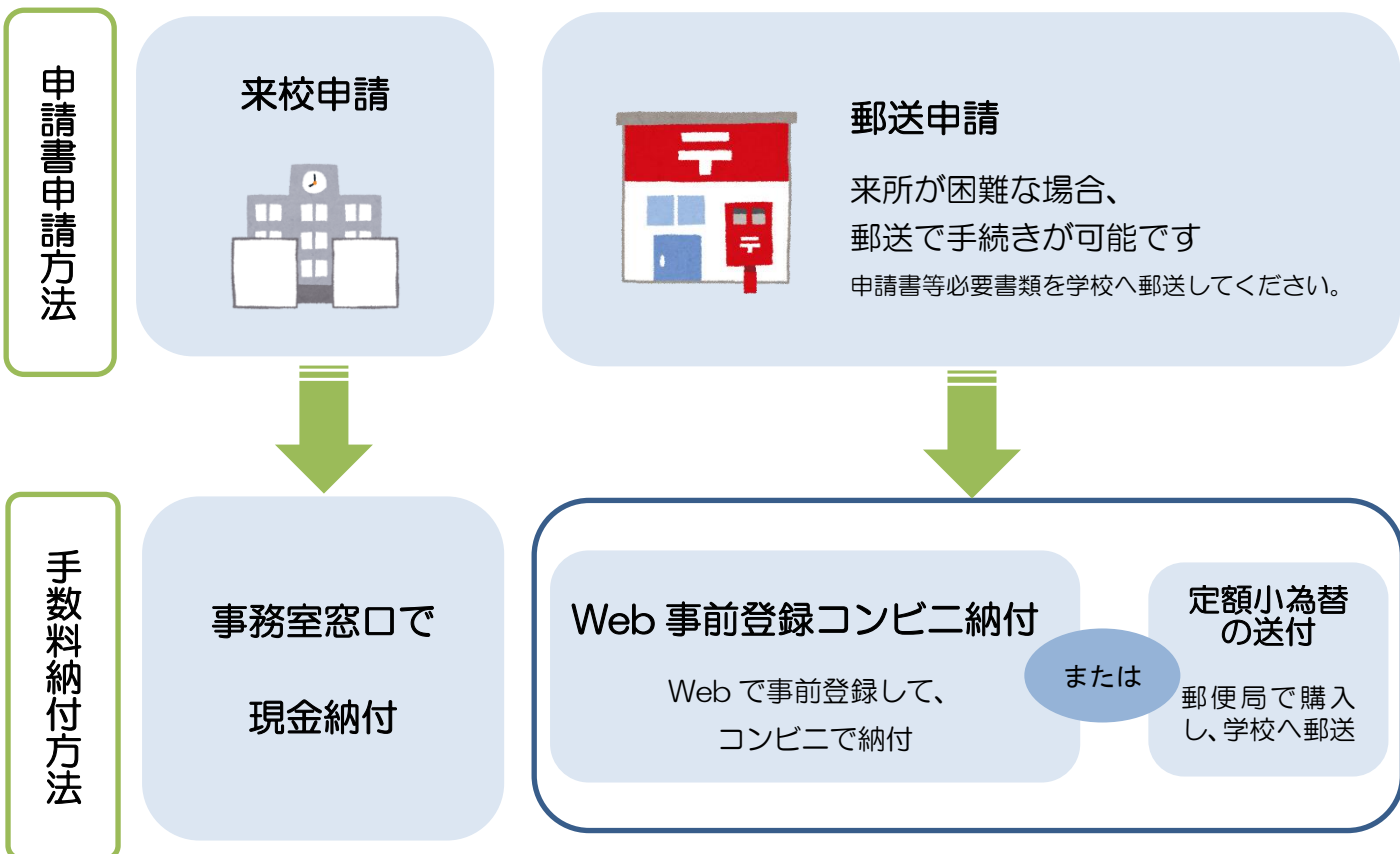 申請書申請方法
来校申請
郵送申請
来所が困難な場合、
郵送で手続きが可能です
申請書等必要書類を学校へ郵送してください。
手数料納付方法
事務室窓口で
現金納付
Web 事前登録コンビニ納付
Web で事前登録して、
コンビニで納付
または
定額小為替
の送付
郵便局で購入
し、学校へ郵送